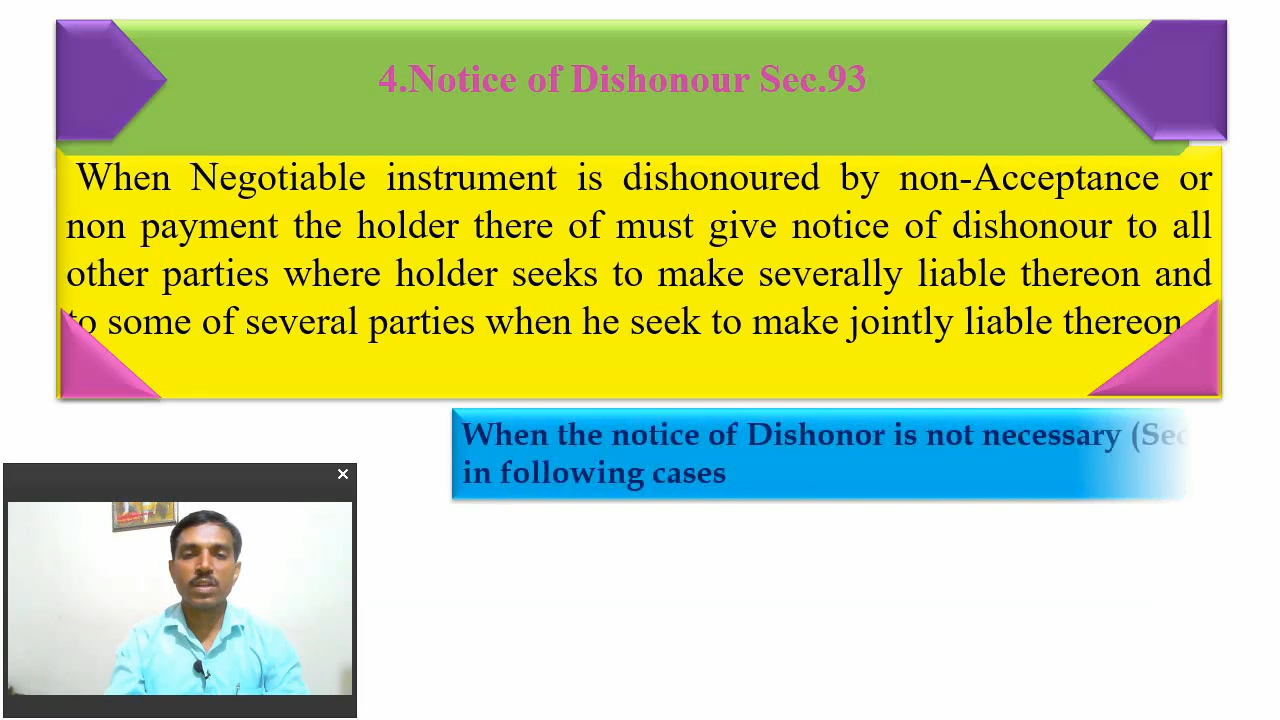 4.Notice of Dishonour Sec.93
When Negotiable instrument is dishonoured by non-Acceptance or
non payment the holder there of must give notice of dishonour to all
other parties where holder seeks to make severally liable thereon and
to some of several parties when he seek to make jointly liable thereon
When the notice of Dishonor is not necessary (Sec
in following cases